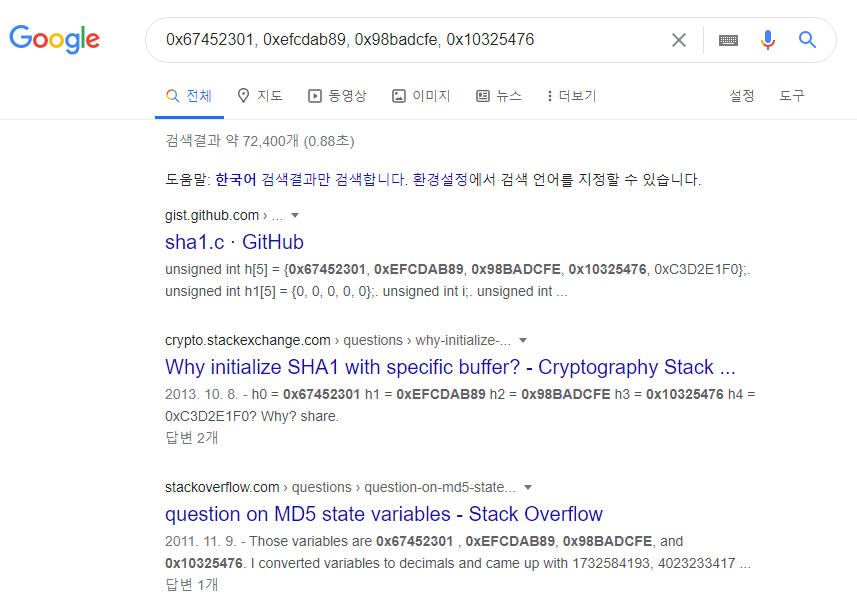 Google
0x67452301, 0xefcdab89, 0x98badcfe, 0x10325476
전체 지도 동영상 이미지 뉴스 더보기 설정 도구
검색결과 약 72,400개 (0.88초)
도움말: 한국어 검색결과만 검색합니다. 환경설정에서 검색 언어를 지정할 수 있습니다.
gist.github.com › ...
sha1.c · GitHub
unsigned int h[5] = {0x67452301, 0xEFCDAB89, 0x98BADCFE, 0x10325476, 0xC3D2E1F0};.
unsigned int h1[5] = {0, 0, 0, 0, 0};. unsigned int i;. unsigned int ...
crypto.stackexchange.com › questions › why-initialize-...
Why initialize SHA1 with specific buffer? - Cryptography Stack ...
2013. 10. 8. - h0 = 0x67452301 h1 = 0xEFCDAB89 h2 = 0x98BADCFE h3 = 0x10325476 h4 =
0xC3D2E1F0? Why? share.
답변 2개
stackoverflow.com › questions › question-on-md5-state...
question on MD5 state variables - Stack Overflow
2011. 11. 9. - Those variables are 0x67452301 , 0xEFCDAB89, 0x98BADCFE, and
0x10325476. I converted variables to decimals and came up with 1732584193, 4023233417 ...
답변 1개